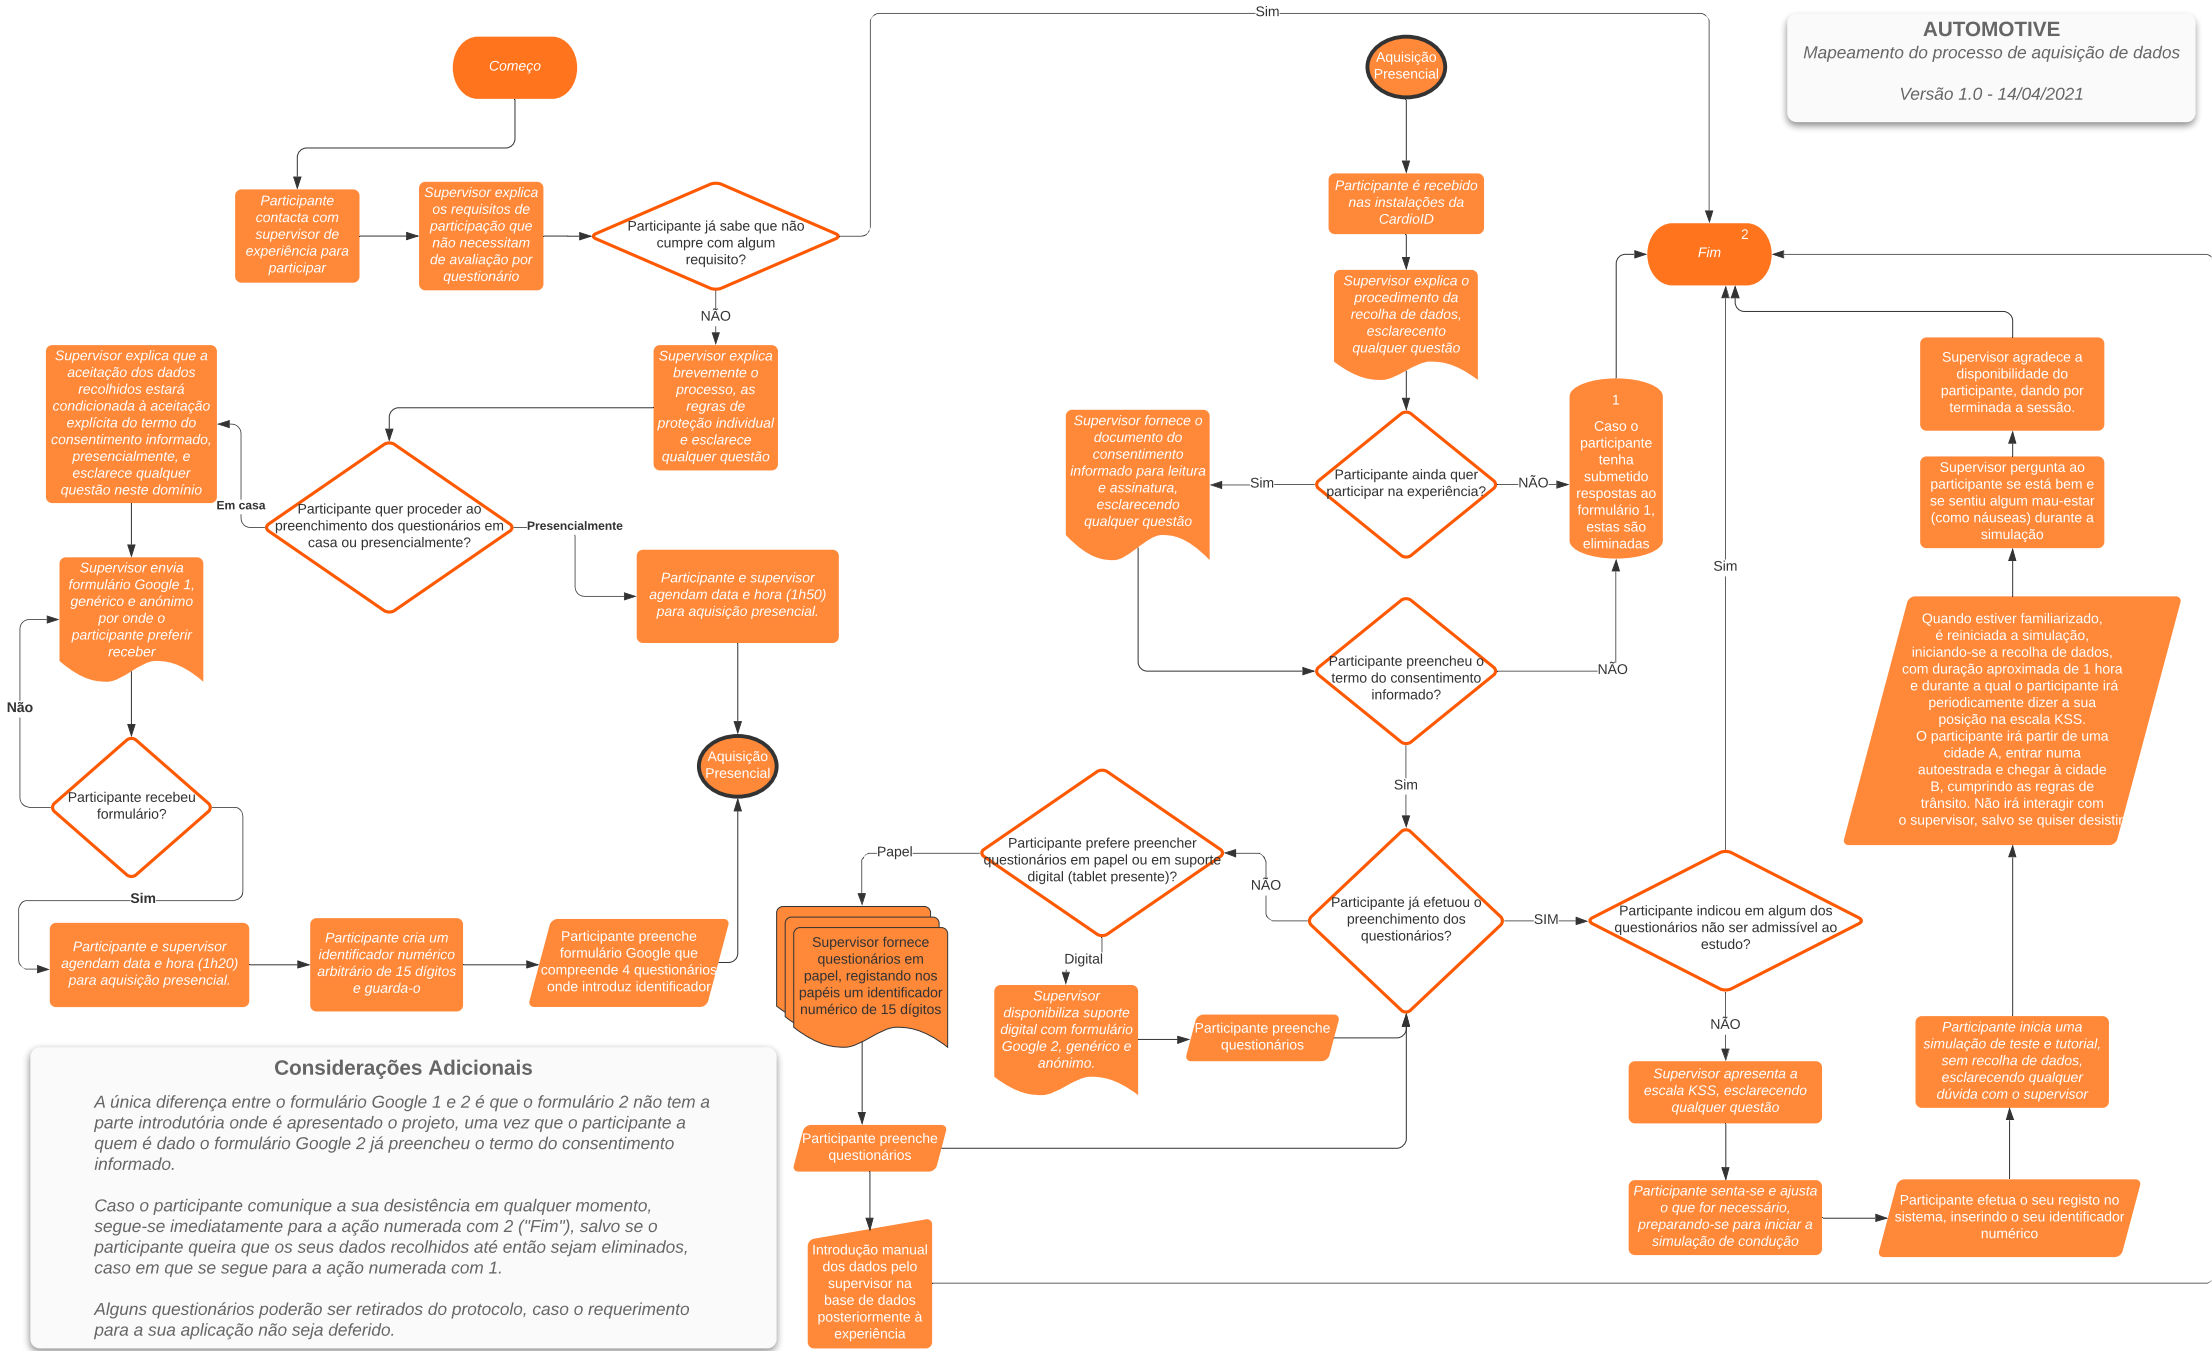 AUTOMOTIVE
Mapeamento do processo de aquisição de dados
Versão 1.0 - 14/04/2021
Começo
Participante
contacta com
supervisor de
experiência para
participar
Supervisor explica
os requisitos de
participação que
não necessitam
de avaliação por
questionário
Participante já sabe que não
cumpre com algum
requisito?
Sim
NÃO
Supervisor explica
brevemente o
processo, as
regras de
proteção individual
e esclarece
qualquer questão
Participante quer proceder ao
preenchimento dos questionários em
casa ou presencialmente?
Em casa
Presencialmente
Supervisor explica que a
aceitação dos dados
recolhidos estará
condicionada à aceitação
explícita do termo do
consentimento informado,
presencialmente, e
esclarece qualquer
questão neste domínio
Supervisor envia
formulário Google 1,
genérico e anónimo
por onde o
participante preferir
receber
Participante recebeu
formulário?
Não
Sim
Participante e supervisor
agendam data e hora (1h20)
para aquisição presencial.
Participante cria um
identificador numérico
arbitrário de 15 dígitos
e guarda-o
Participante preenche
formulário Google que
compreende 4 questionários
onde introduz identificador
Participante e supervisor
agendam data e hora (1h50)
para aquisição presencial.
Aquisição
Presencial
Aquisição
Presencial
Participante é recebido
nas instalações da
CardioID
Supervisor explica o
procedimento da
recolha de dados,
esclarecento
qualquer questão
Participante ainda quer
participar na experiência?
Sim
NÃO
Supervisor fornece o
documento do
consentimento
informado para leitura
e assinatura,
esclarecendo
qualquer questão
1
Caso o
participante
tenha
submetido
respostas ao
formulário 1,
estas são
eliminadas
2
Fim
Participante preencheu o
termo do consentimento
informado?
NÃO
Sim
Participante já efetuou o
preenchimento dos
questionários?
NÃO
SIM
Participante prefere preencher
questionários em papel ou em suporte
digital (tablet presente)?
Papel
Digital
Supervisor fornece
questionários em
papel, registando nos
papéis um identificador
numérico de 15 dígitos
Supervisor
disponibiliza suporte
digital com formulário
Google 2, genérico e
anónimo.
Participante preenche
questionários
Participante preenche
questionários
Introdução manual
dos dados pelo
supervisor na
base de dados
posteriormente à
experiência
Participante indicou em algum dos
questionários não ser admissível ao
estudo?
Sim
NÃO
Supervisor apresenta a
escala KSS, esclarecendo
qualquer questão
Participante senta-se e ajusta
o que for necessário,
preparando-se para iniciar a
simulação de condução
Participante efetua o seu registo no
sistema, inserindo o seu identificador
numérico
Participante inicia uma
simulação de teste e tutorial,
sem recolha de dados,
esclarecendo qualquer
dúvida com o supervisor
Quando estiver familiarizado,
é reiniciada a simulação,
iniciando-se a recolha de dados,
com duração aproximada de 1 hora
e durante a qual o participante irá
periodicamente dizer a sua
posição na escala KSS.
O participante irá partir de uma
cidade A, entrar numa
autoestrada e chegar à cidade
B, cumprindo as regras de
trânsito. Não irá interagir com
o supervisor, salvo se quiser desistir
Supervisor pergunta ao
participante se está bem e
se sentiu algum mau-estar
(como náuseas) durante a
simulação
Supervisor agradece a
disponibilidade do
participante, dando por
terminada a sessão.
Considerações Adicionais
A única diferença entre o formulário Google 1 e 2 é que o formulário 2 não tem a
parte introdutória onde é apresentado o projeto, uma vez que o participante a
quem é dado o formulário Google 2 já preencheu o termo do consentimento
informado.
Caso o participante comunique a sua desistência em qualquer momento,
segue-se imediatamente para a ação numerada com 2 ("Fim"), salvo se o
participante queira que os seus dados recolhidos até então sejam eliminados,
caso em que se segue para a ação numerada com 1.
Alguns questionários poderão ser retirados do protocolo, caso o requerimento
para a sua aplicação não seja deferido.